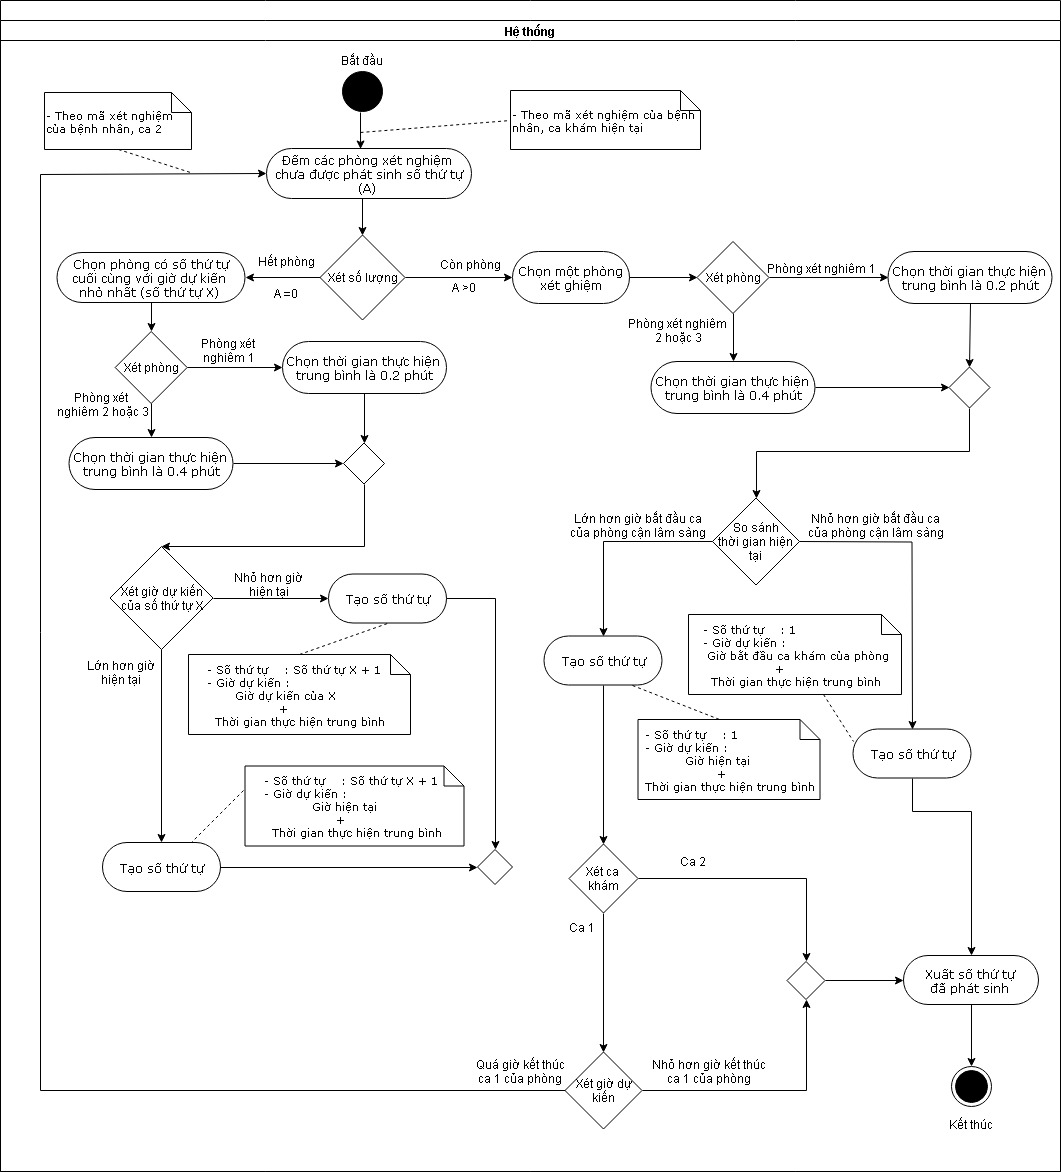 Hệ thống
Bắt đầu
- Theo mã xét nghiệm
của bệnh nhân, ca 2
- Theo mã xét nghiệm của bệnh
nhân, ca khám hiện tại
Đếm các phòng xét nghiệm
chưa được phát sinh số thứ tự
(A)
Chọn phòng có số thứ tự
cuối cùng với giờ dự kiến
nhỏ nhất (số thứ tự X)
Hết phòng
A =0
Xét số lượng
Còn phòng
A >0
Chọn một phòng
xét ghiệm
Xét phòng
Phòng xét nghiêm 1
Chọn thời gian thực hiện
trung bình là 0.2 phút
Phòng xét nghiêm
2 hoặc 3
Chọn thời gian thực hiện
trung bình là 0.4 phút
Xét phòng
Phòng xét
nghiêm 1
Chọn thời gian thực hiện
trung bình là 0.2 phút
Phòng xét
nghiêm 2 hoặc 3
Chọn thời gian thực hiện
trung bình là 0.4 phút
Lớn hơn giờ bắt đầu ca
của phòng cận lâm sàng
So sánh
thời gian hiện
tại
Nhỏ hơn giờ bắt đầu ca
của phòng cận lâm sàng
Xét giờ dự kiến
của số thứ tự X
Nhỏ hơn giờ
hiện tại
Tạo số thứ tự
Lớn hơn giờ
hiện tại
- Số thứ tự : Số thứ tự X + 1
- Giờ dự kiến :
Giờ dự kiến của X
+
Thời gian thực hiện trung bình
- Số thứ tự : Số thứ tự X + 1
- Giờ dự kiến :
Giờ hiện tại
+
Thời gian thực hiện trung bình
Tạo số thứ tự
Tạo số thứ tự
- Số thứ tự : 1
- Giờ dự kiến :
Giờ bắt đầu ca khám của phòng
+
Thời gian thực hiện trung bình
- Số thứ tự : 1
- Giờ dự kiến :
Giờ hiện tại
+
Thời gian thực hiện trung bình
Tạo số thứ tự
Xét ca
khám
Ca 2
Ca 1
Xuất số thứ tự
đã phát sinh
Quá giờ kết thúc
ca 1 của phòng
Xét giờ dự
kiến
Nhỏ hơn giờ kết thúc
ca 1 của phòng
Kết thúc